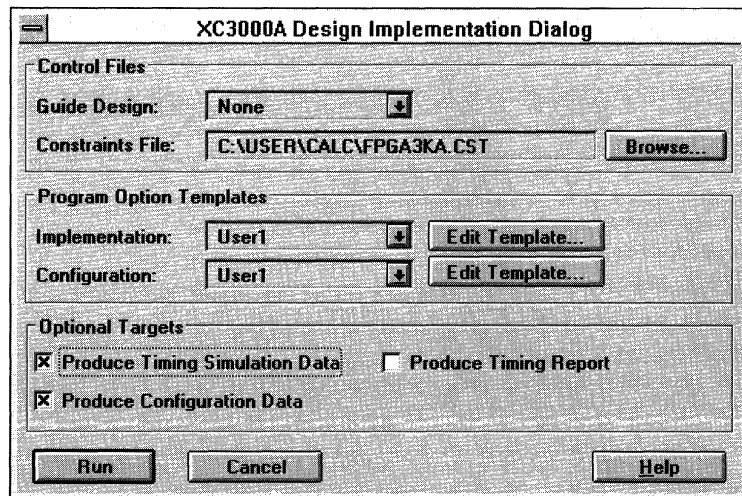 XC3000A Design Implementation Dialog
Control Files
Guide Design: None
Constraints File: C:\USER\CALC\FPGA3KA.CST Browse...
Program Option Templates
Implementation: User1 Edit Template...
Configuration: User1 Edit Template...
Optional Targets
Produce Timing Simulation Data Produce Timing Report
Produce Configuration Data
Run Cancel Help